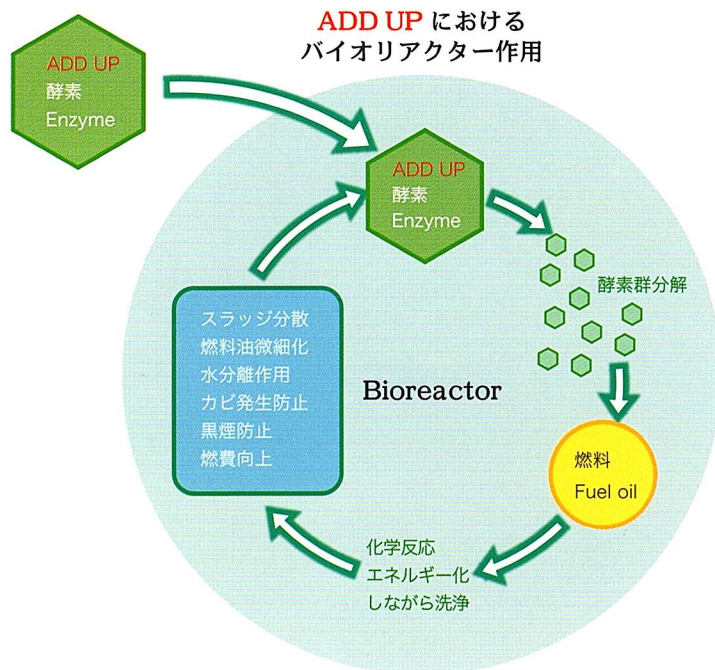 ADD UP における
バイオリアクター作用
ADD UP
酵素
Enzyme
ADD UP
酵素
Enzyme
酵素群分解
燃料
Fuel oil
化学反応
エネルギー化
しながら洗浄
スラッジ分散
燃料油微細化
水分離作用
カビ発生防止
黒煙防止
燃費向上
Bioreactor